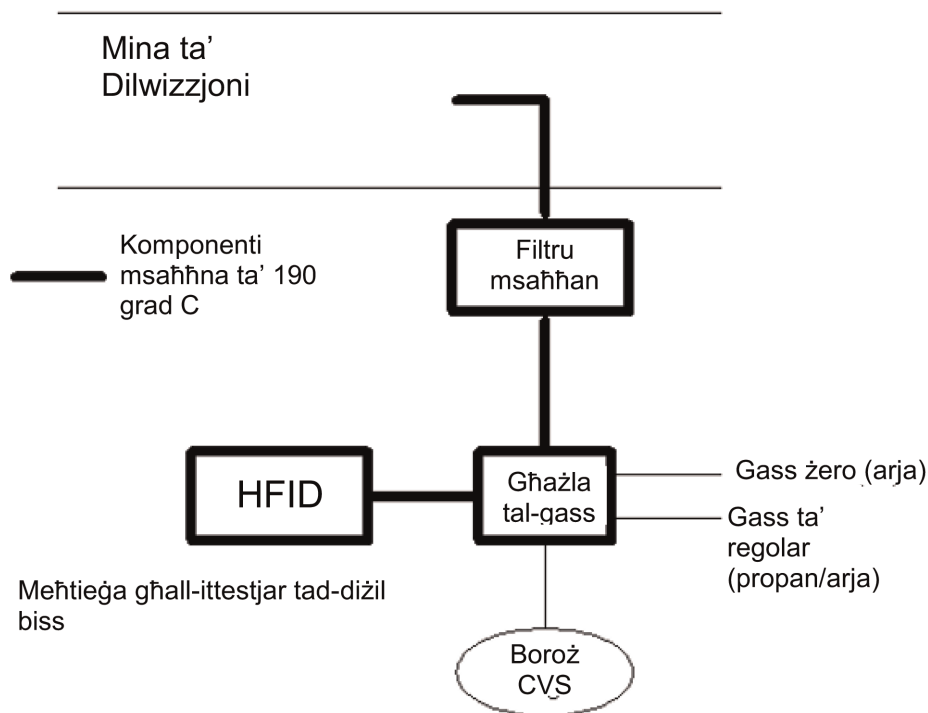 Mina ta'
Dilwizzjoni
Komponenti
msaħħna ta' 190
grad C
Filtru
msaħħan
HFID
Għażla
tal-gass
Gass żero (arja)
Gass ta'
regolar
(propan/arja)
Meħtieġa għall-ittestjar tad-diżil
biss
Boroż
CVS